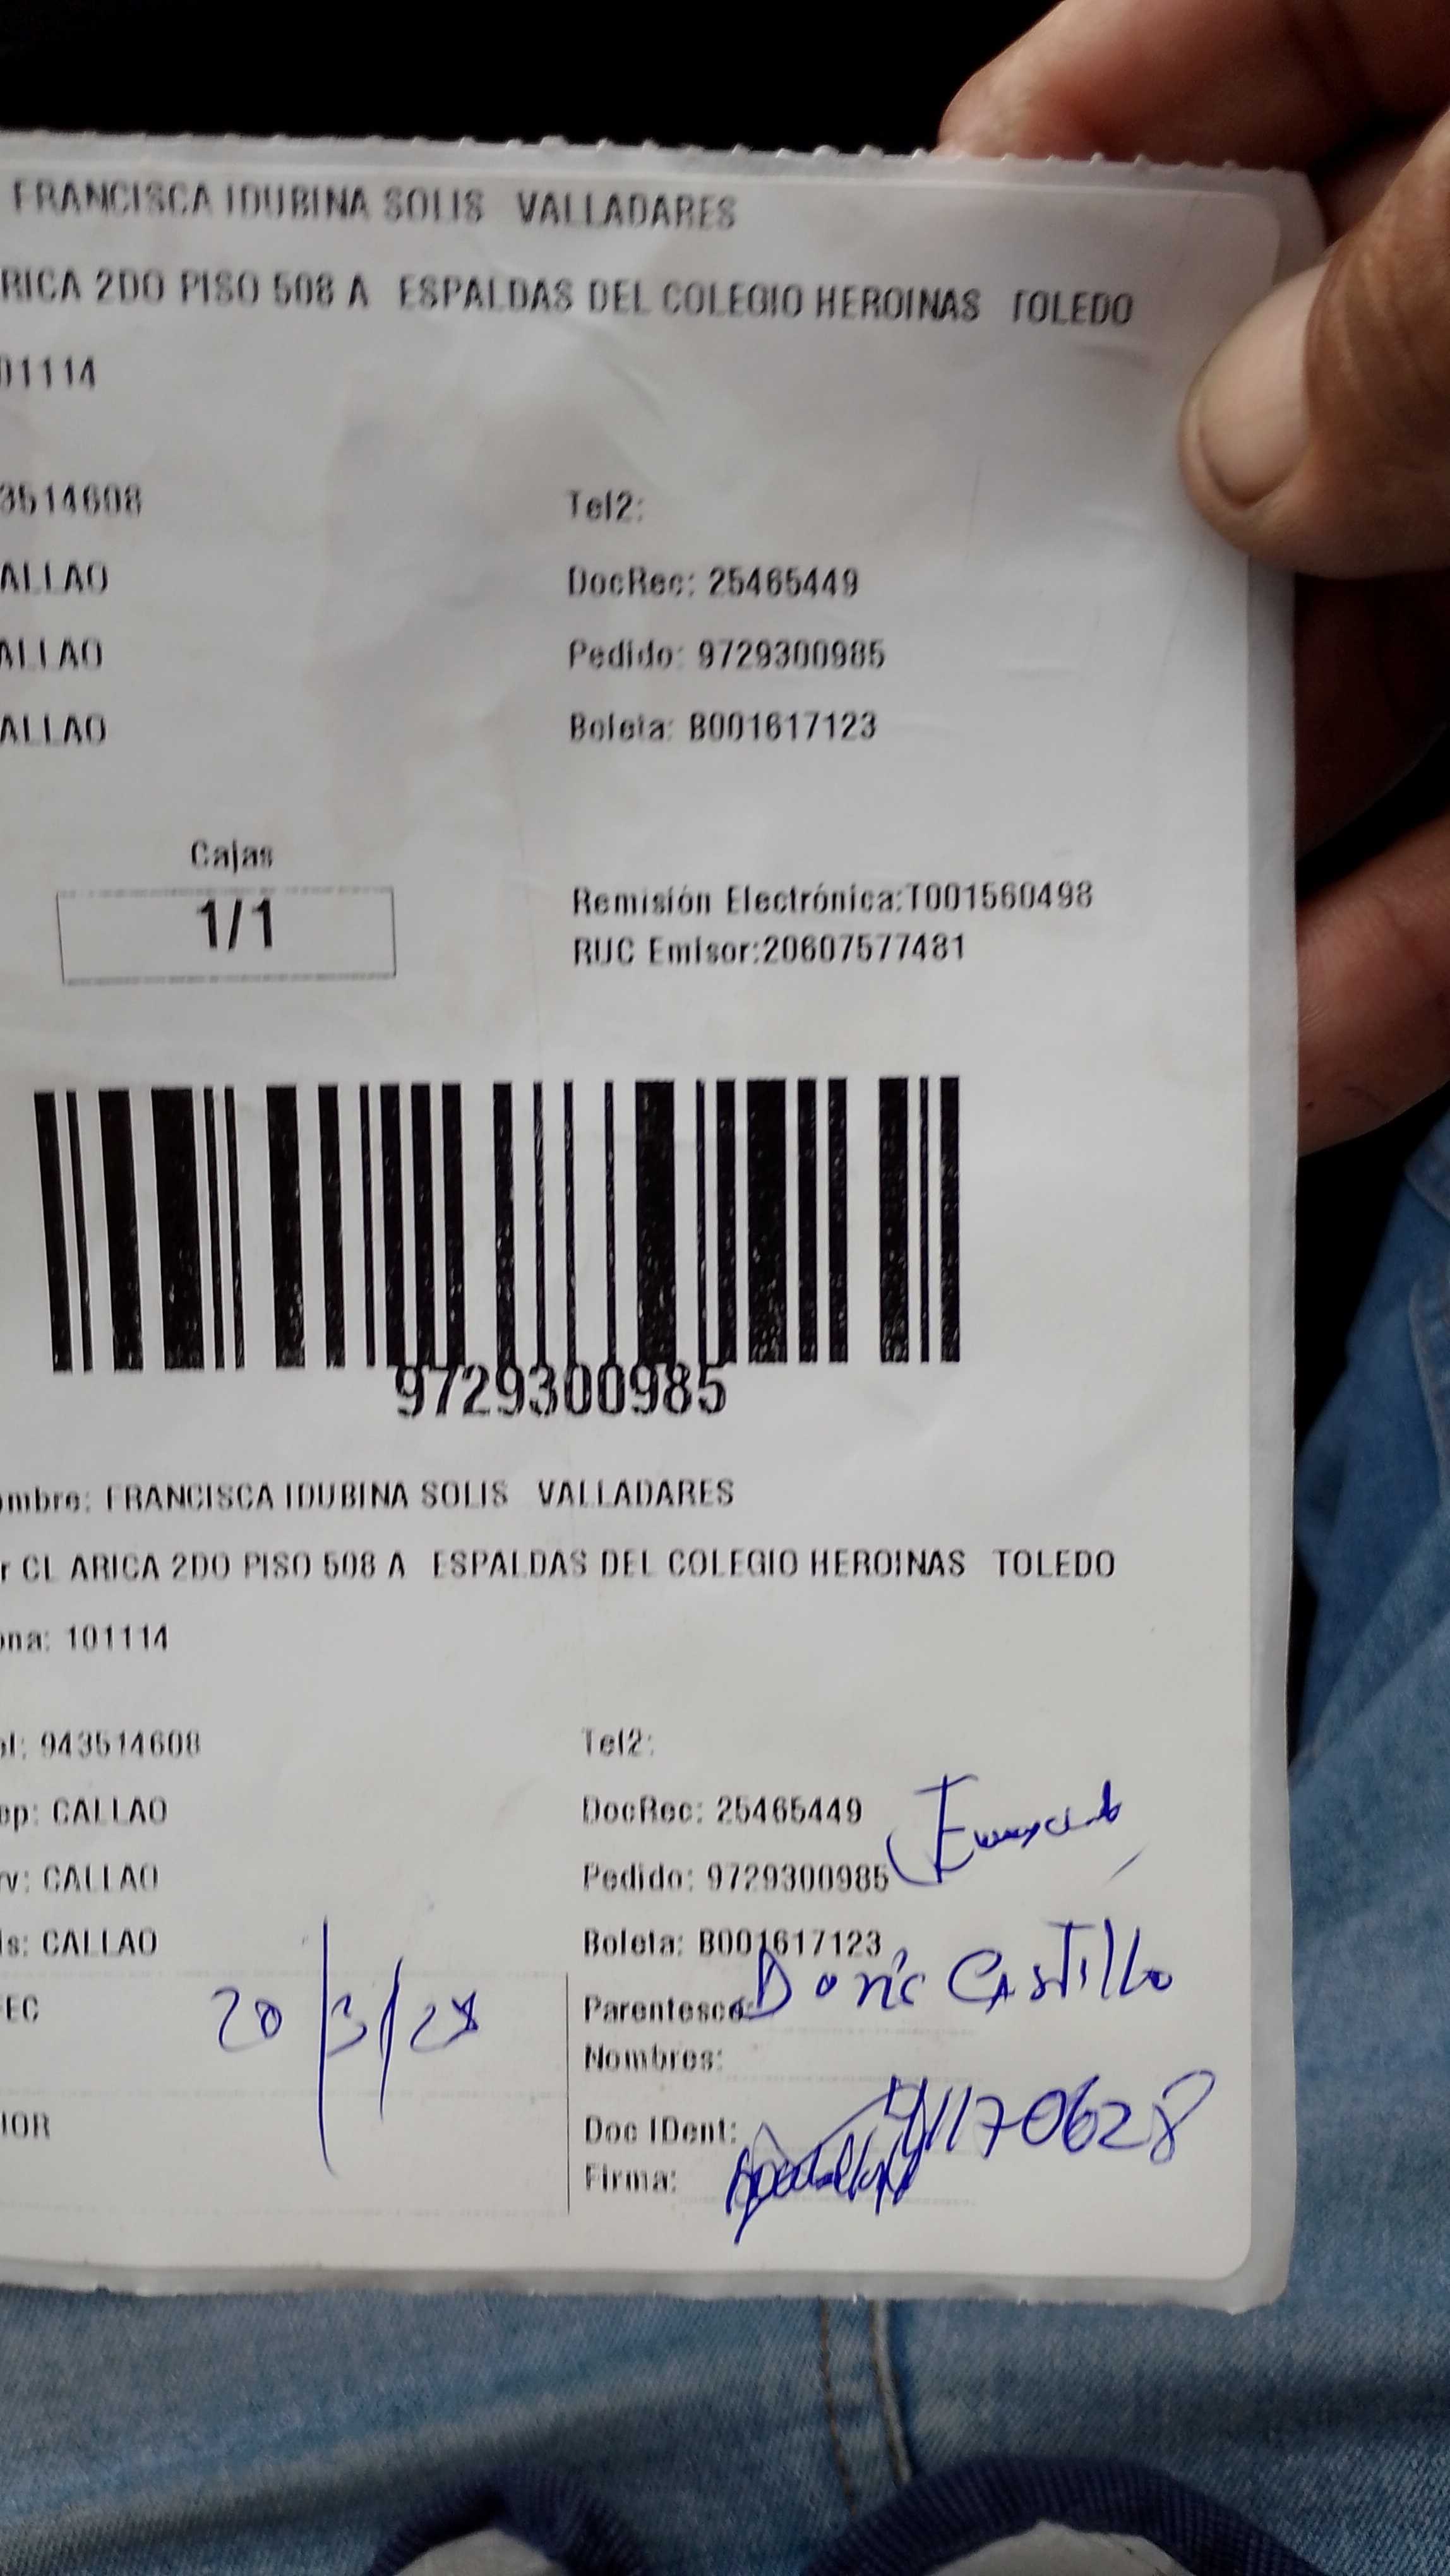 FRANCISCA IDUBINA SOLIS VALLADARES
RICA 2DO PISO 508 A ESPALDAS DEL COLEGIO HEROINAS TOLEDO
01114
3514608 Tel2:
ALLAO DocRec: 25465449
ALLAO Pedido: 9729300985
ALLAO Boleta: B001617123
Cajas
1/1
Remisión Electrónica:T001560498
RUC Emisor:20607577481
9729300985
ombre: FRANCISCA IDUBINA SOLIS VALLADARES
r CL ARICA 2DO PISO 508 A ESPALDAS DEL COLEGIO HEROINAS TOLEDO
ona: 101114
el: 943514608 Tel2:
ep: CALLAO DocRec: 25465449
rv: CALLAO Pedido: 9729300985
is: CALLAO Boleta: B001617123
FEC 20/3/24 Parentesco: Doris Castillo
Nombres:
IOR Doc IDent: 41170628
Firma: